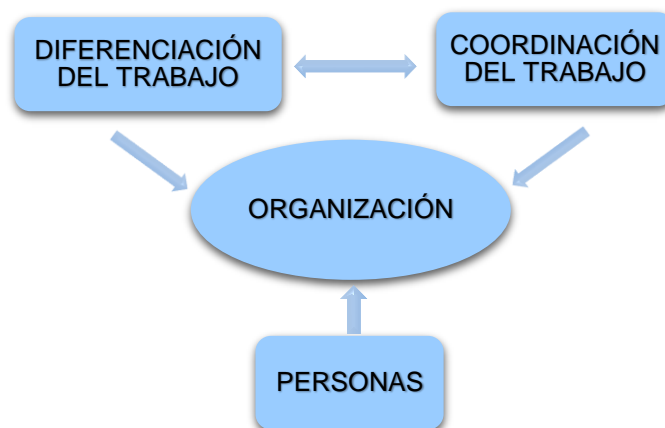 DIFERENCIACIÓN
DEL TRABAJO
COORDINACIÓN
DEL TRABAJO
ORGANIZACIÓN
PERSONAS